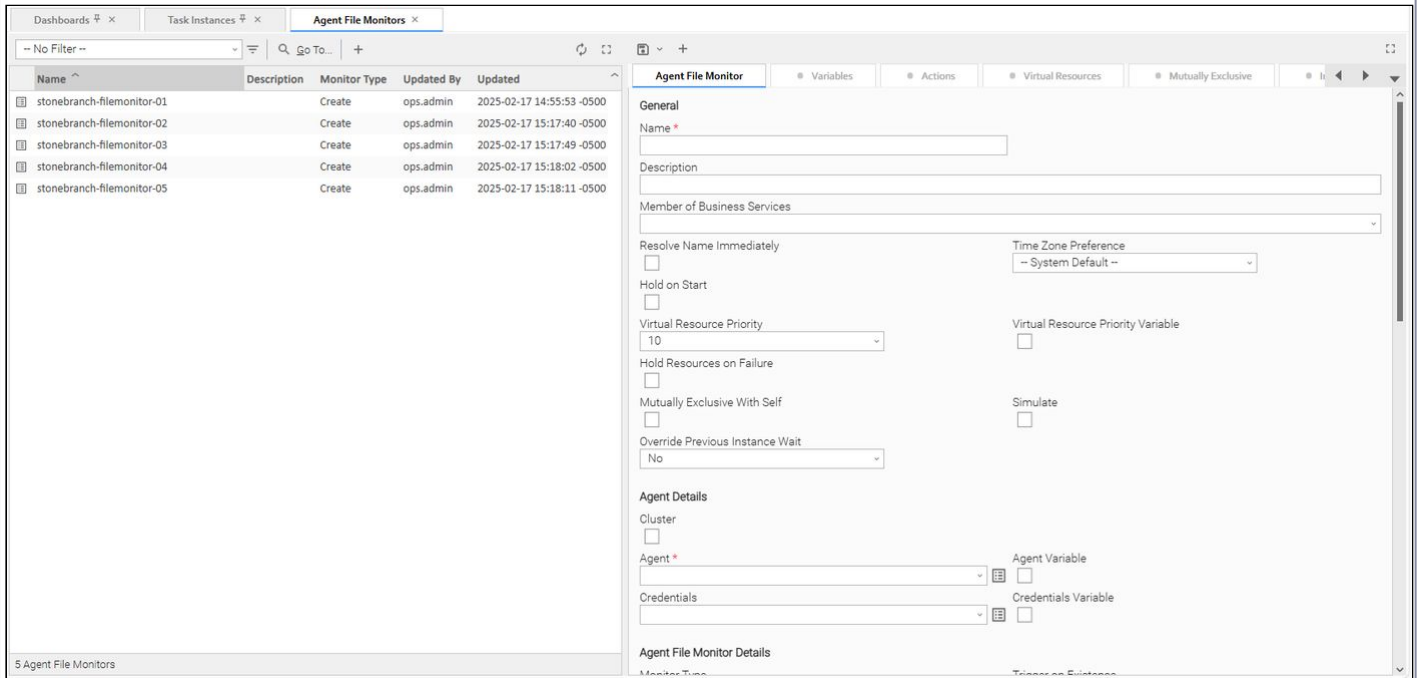 Dashboards
Task Instances
Agent File Monitors
-- No Filter --
Go To...
Name Description Monitor Type Updated By Updated
stonebranch-filemonitor-01 Create ops.admin 2025-02-17 14:55:53 -0500
stonebranch-filemonitor-02 Create ops.admin 2025-02-17 15:17:40 -0500
stonebranch-filemonitor-03 Create ops.admin 2025-02-17 15:17:49 -0500
stonebranch-filemonitor-04 Create ops.admin 2025-02-17 15:18:02 -0500
stonebranch-filemonitor-05 Create ops.admin 2025-02-17 15:18:11 -0500
5 Agent File Monitors
Agent File Monitor Variables Actions Virtual Resources Mutually Exclusive
General
Name *
Description
Member of Business Services
Resolve Name Immediately Time Zone Preference
-- System Default --
Hold on Start
Virtual Resource Priority Virtual Resource Priority Variable
10
Hold Resources on Failure
Mutually Exclusive With Self Simulate
Override Previous Instance Wait
No
Agent Details
Cluster
Agent * Agent Variable
Credentials Credentials Variable
Agent File Monitor Details
Monitor Type Trigger on Existence